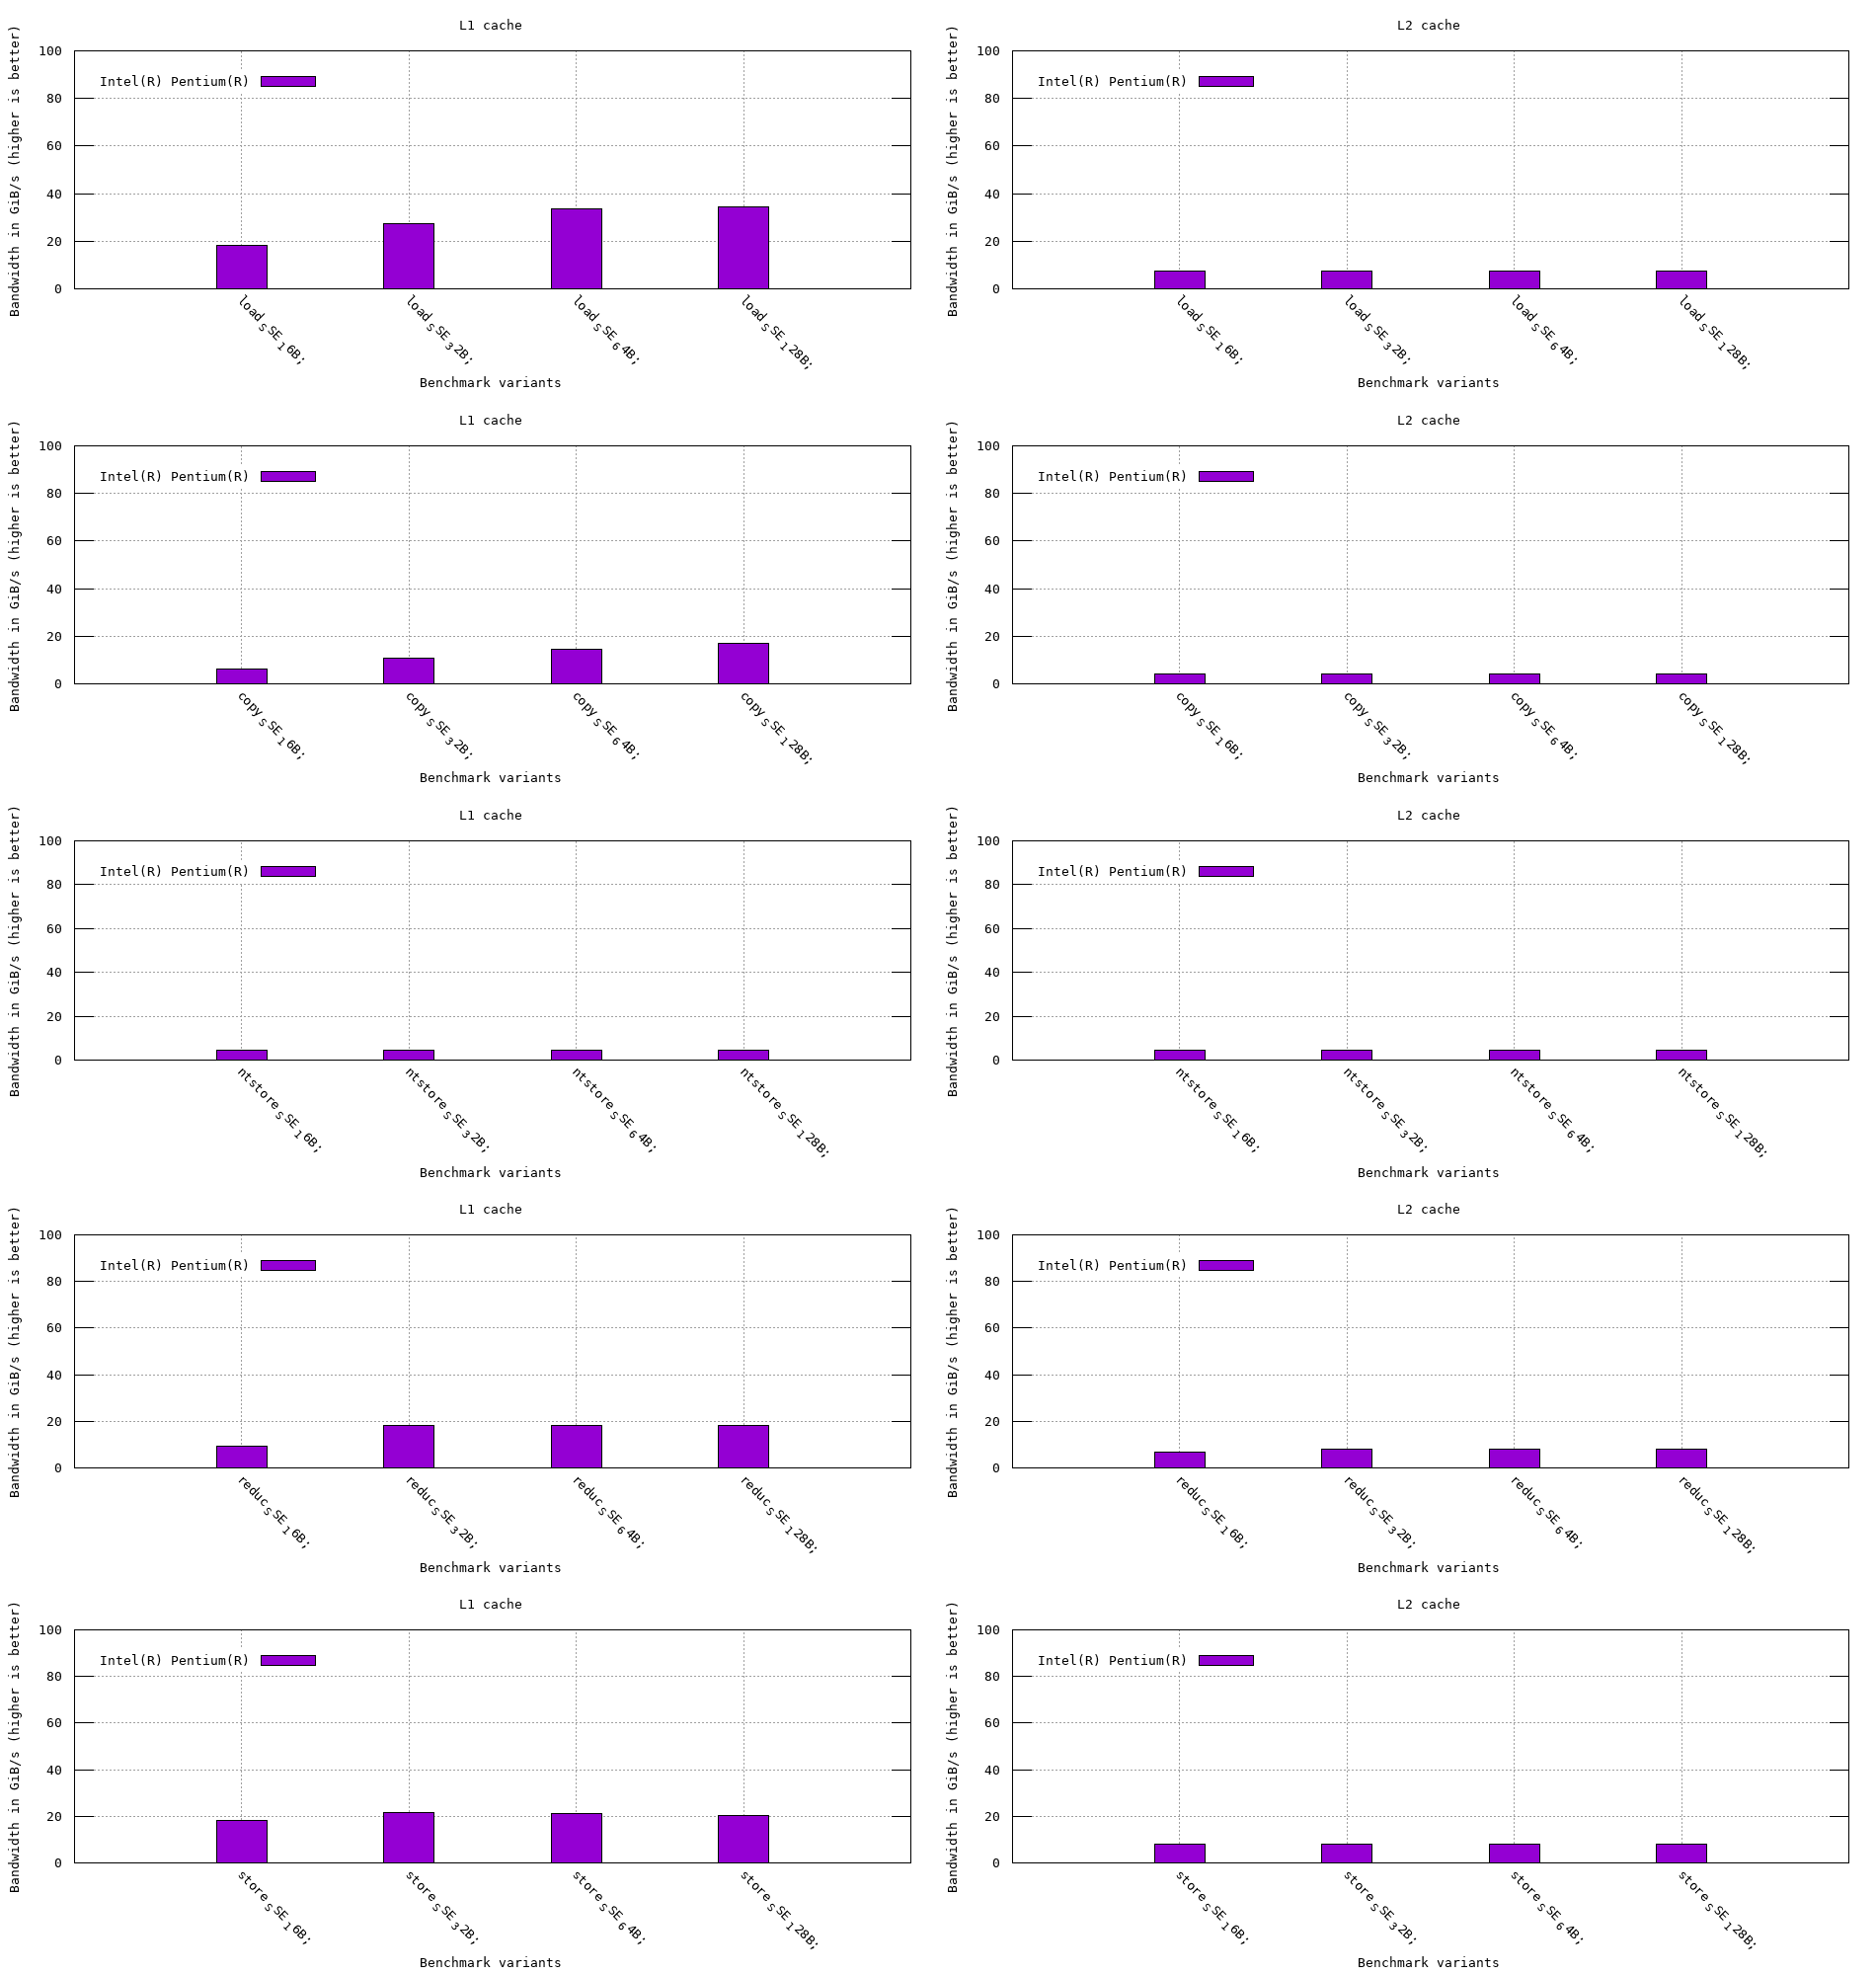 L1 cache
Bandwidth in GiB/s (higher is better)
100
80
60
40
20
0
Intel(R) Pentium(R)
load_SSE_16B;
load_SSE_32B;
load_SSE_64B;
load_SSE_128B;
Benchmark variants
L2 cache
Bandwidth in GiB/s (higher is better)
100
80
60
40
20
0
Intel(R) Pentium(R)
load_SSE_16B;
load_SSE_32B;
load_SSE_64B;
load_SSE_128B;
Benchmark variants
L1 cache
Bandwidth in GiB/s (higher is better)
100
80
60
40
20
0
Intel(R) Pentium(R)
copy_SSE_16B;
copy_SSE_32B;
copy_SSE_64B;
copy_SSE_128B;
Benchmark variants
L2 cache
Bandwidth in GiB/s (higher is better)
100
80
60
40
20
0
Intel(R) Pentium(R)
copy_SSE_16B;
copy_SSE_32B;
copy_SSE_64B;
copy_SSE_128B;
Benchmark variants
L1 cache
Bandwidth in GiB/s (higher is better)
100
80
60
40
20
0
Intel(R) Pentium(R)
ntstore_SSE_16B;
ntstore_SSE_32B;
ntstore_SSE_64B;
ntstore_SSE_128B;
Benchmark variants
L2 cache
Bandwidth in GiB/s (higher is better)
100
80
60
40
20
0
Intel(R) Pentium(R)
ntstore_SSE_16B;
ntstore_SSE_32B;
ntstore_SSE_64B;
ntstore_SSE_128B;
Benchmark variants
L1 cache
Bandwidth in GiB/s (higher is better)
100
80
60
40
20
0
Intel(R) Pentium(R)
reduc_SSE_16B;
reduc_SSE_32B;
reduc_SSE_64B;
reduc_SSE_128B;
Benchmark variants
L2 cache
Bandwidth in GiB/s (higher is better)
100
80
60
40
20
0
Intel(R) Pentium(R)
reduc_SSE_16B;
reduc_SSE_32B;
reduc_SSE_64B;
reduc_SSE_128B;
Benchmark variants
L1 cache
Bandwidth in GiB/s (higher is better)
100
80
60
40
20
0
Intel(R) Pentium(R)
store_SSE_16B;
store_SSE_32B;
store_SSE_64B;
store_SSE_128B;
Benchmark variants
L2 cache
Bandwidth in GiB/s (higher is better)
100
80
60
40
20
0
Intel(R) Pentium(R)
store_SSE_16B;
store_SSE_32B;
store_SSE_64B;
store_SSE_128B;
Benchmark variants